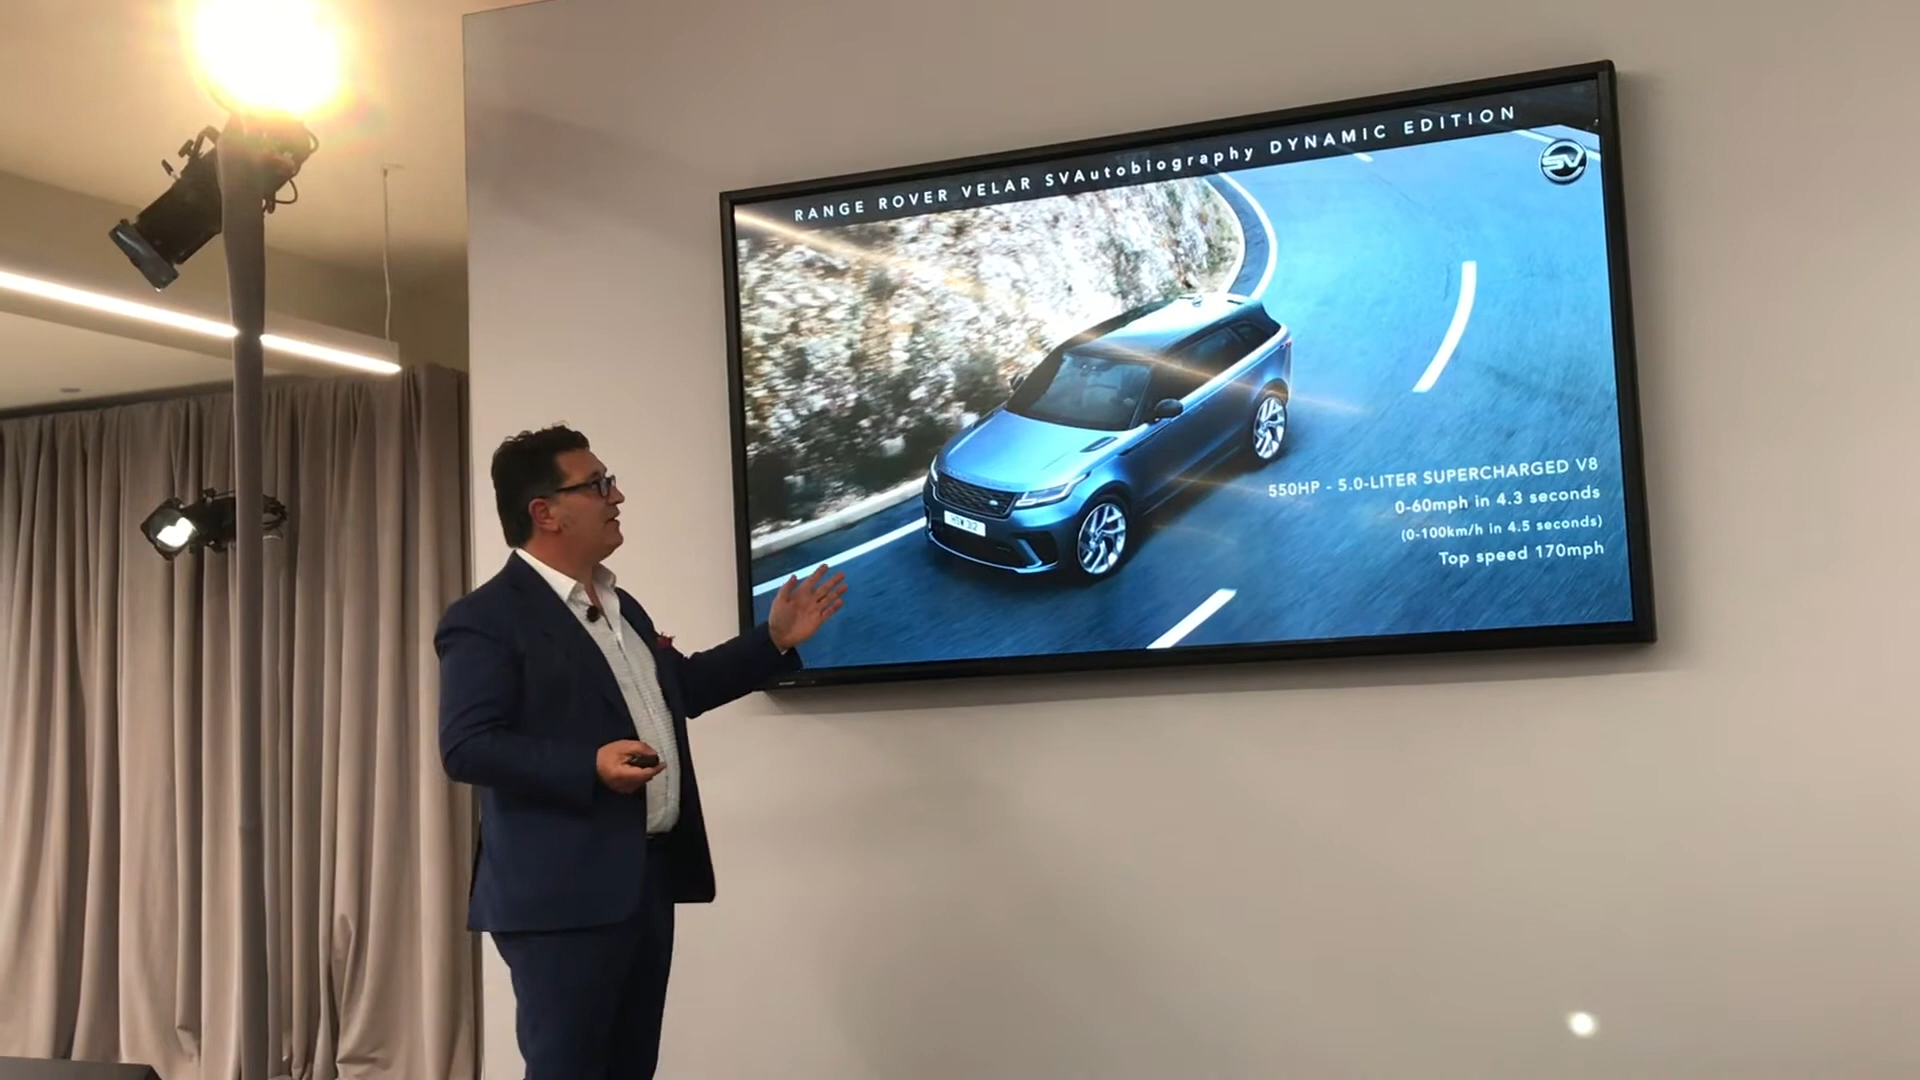 RANGE ROVER VELAR SVAutobiography DYNAMIC EDITION
SV
550HP - 5.0-LITER SUPERCHARGED V8
0-60mph in 4.3 seconds
(0-100km/h in 4.5 seconds)
Top speed 170mph